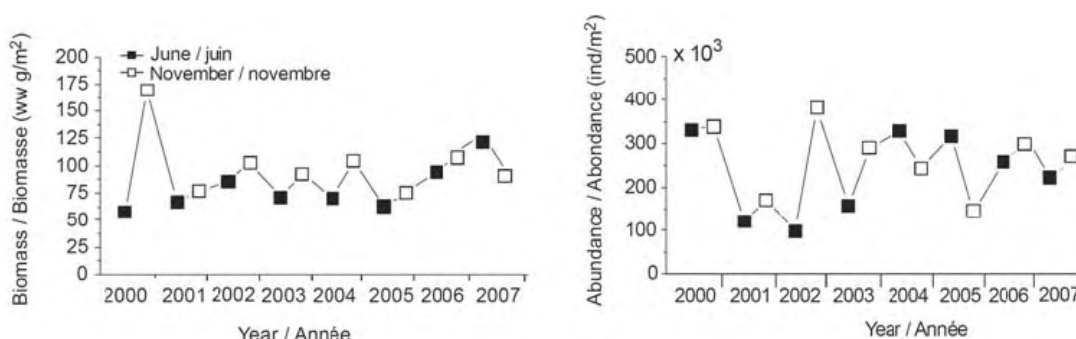 Biomass / Biomasse (ww g/m²)
200
175
150
125
100
75
50
25
0
June / juin
November / novembre
2000 2001 2002 2003 2004 2005 2006 2007
Year / Année
Abundance / Abondance (ind/m²)
500
400
300
200
100
0
x 10³
2000 2001 2002 2003 2004 2005 2006 2007
Year / Année